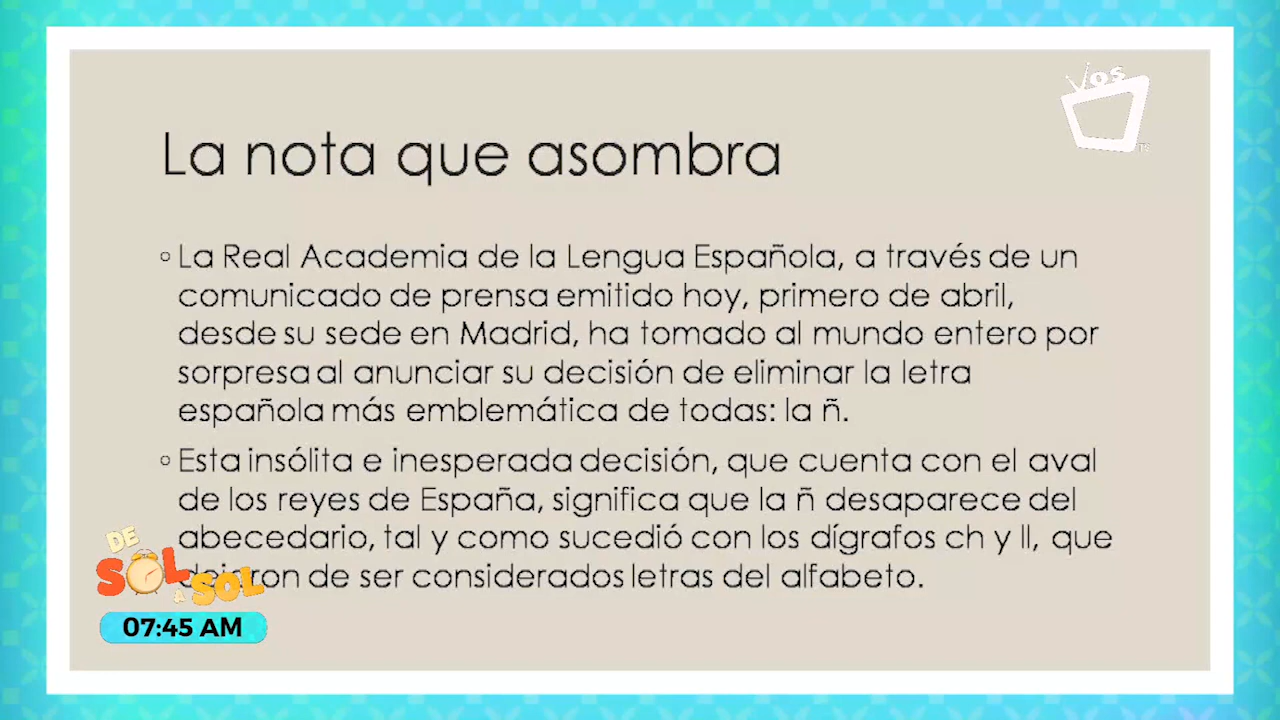 VOS
TV
La nota que asombra
◦ La Real Academia de la Lengua Española, a través de un
comunicado de prensa emitido hoy, primero de abril,
desde su sede en Madrid, ha tomado al mundo entero por
sorpresa al anunciar su decisión de eliminar la letra
española más emblemática de todas: la ñ.
◦ Esta insólita e inesperada decisión, que cuenta con el aval
de los reyes de España, significa que la ñ desaparece del
abecedario, tal y como sucedió con los dígrafos ch y ll, que
dejaron de ser considerados letras del alfabeto.
DE
SOL
A SOL
07:45 AM